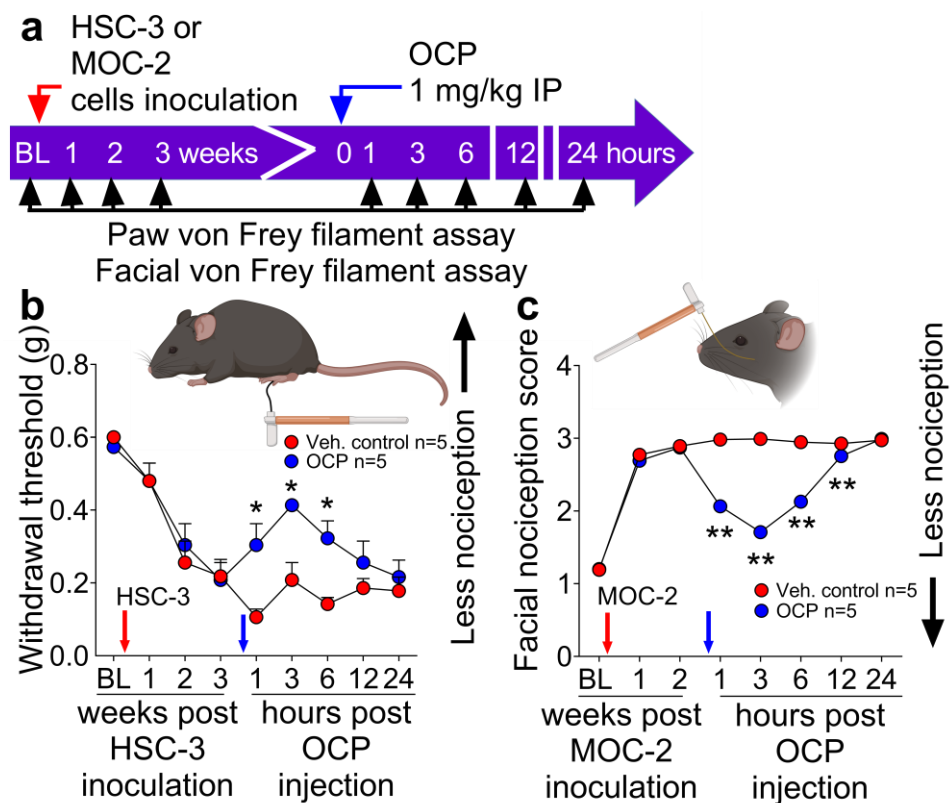 a
HSC-3 or
MOC-2
cells inoculation
OCP
1 mg/kg IP
BL 1 2 3 weeks 0 1 3 6 12 24 hours
Paw von Frey filament assay
Facial von Frey filament assay
b
Withdrawal threshold (g)
0.8
0.6
0.4
0.2
0.0
Veh. control n=5
OCP n=5
* * *
HSC-3
BL 1 2 3 1 3 6 12 24
weeks post
HSC-3
inoculation
hours post
OCP
injection
Less nociception
c
Facial nociception score
4
3
2
1
0
** ** ** **
Veh. control n=5
OCP n=5
MOC-2
BL 1 2 1 3 6 12 24
weeks post
MOC-2
inoculation
hours post
OCP
injection
Less nociception